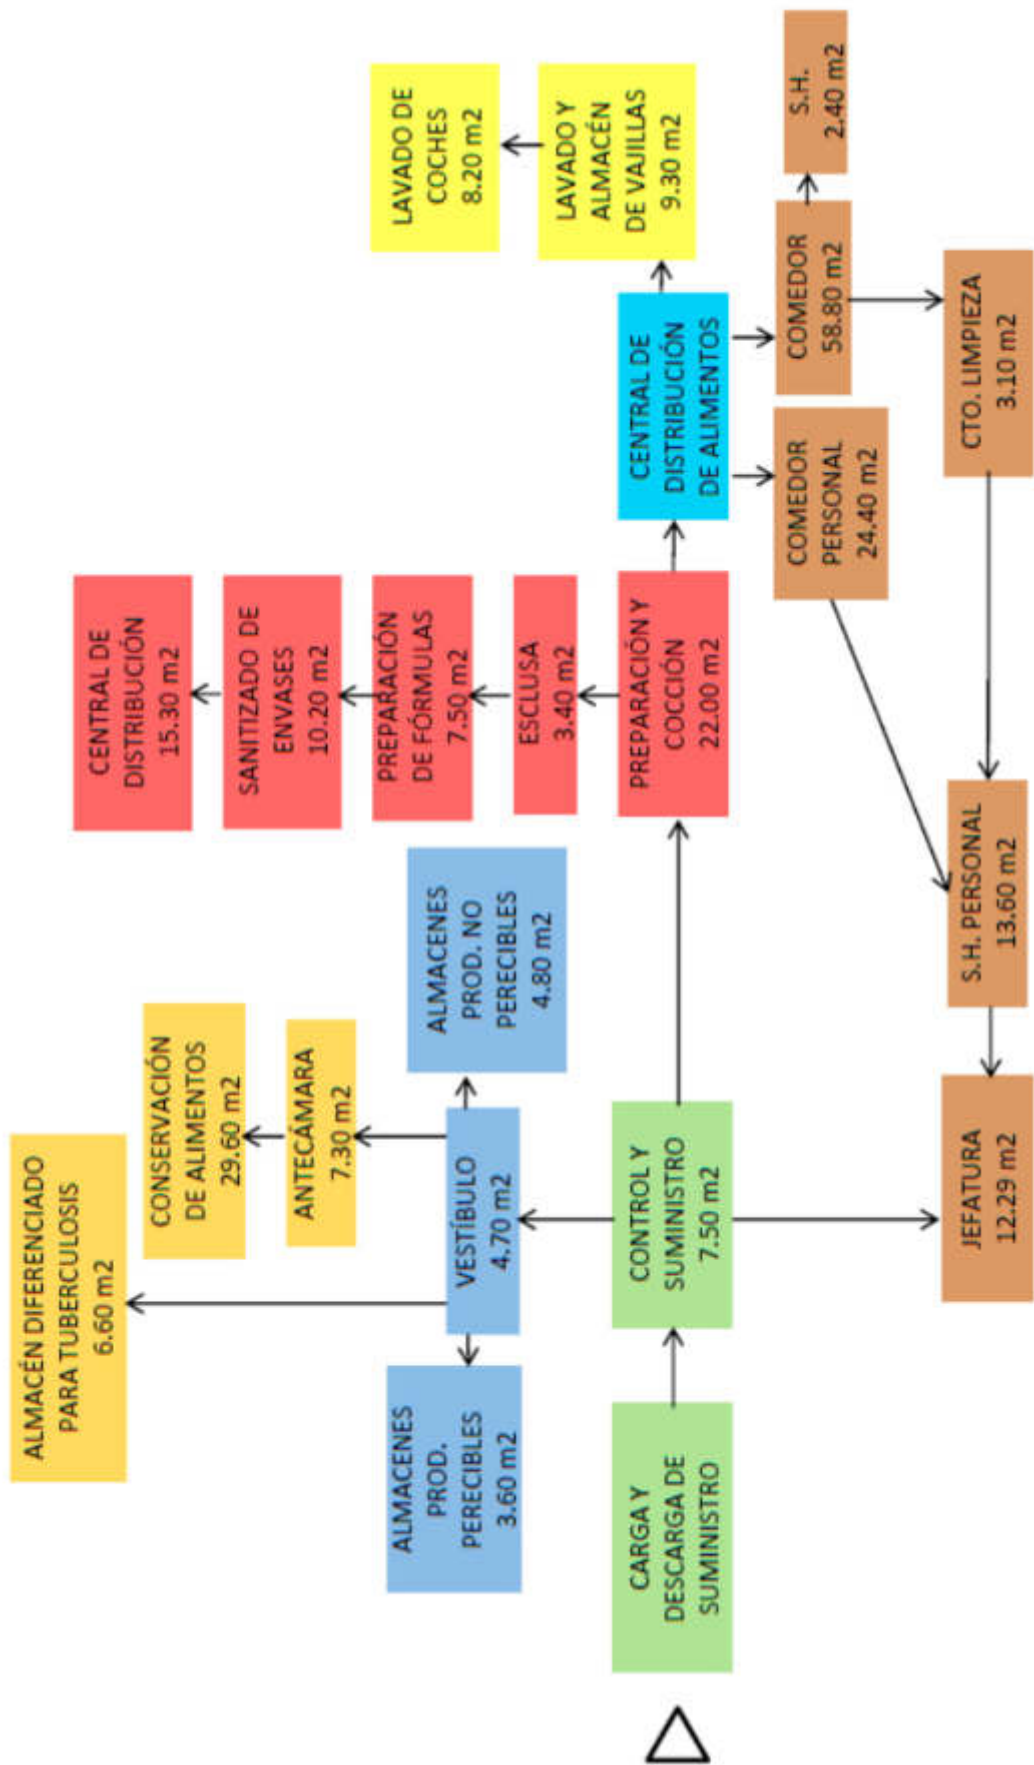 ALMACÉN DIFERENCIADO
PARA TUBERCULOSIS
6.60 m2
CONSERVACIÓN
DE ALIMENTOS
29.60 m2
ANTECÁMARA
7.30 m2
ALMACENES
PROD.
PERECIBLES
3.60 m2
VESTÍBULO
4.70 m2
ALMACENES
PROD. NO
PERECIBLES
4.80 m2
CENTRAL DE
DISTRIBUCIÓN
15.30 m2
SANITIZADO DE
ENVASES
10.20 m2
PREPARACIÓN
DE FÓRMULAS
7.50 m2
ESCLUSA
3.40 m2
LAVADO DE
COCHES
8.20 m2
LAVADO Y
ALMACÉN
DE VAJILLAS
9.30 m2
CARGA Y
DESCARGA DE
SUMINISTRO
CONTROL Y
SUMINISTRO
7.50 m2
PREPARACIÓN Y
COCCIÓN
22.00 m2
CENTRAL DE
DISTRIBUCIÓN
DE ALIMENTOS
COMEDOR
PERSONAL
24.40 m2
COMEDOR
58.80 m2
S.H.
2.40 m2
JEFATURA
12.29 m2
S.H. PERSONAL
13.60 m2
CTO. LIMPIEZA
3.10 m2